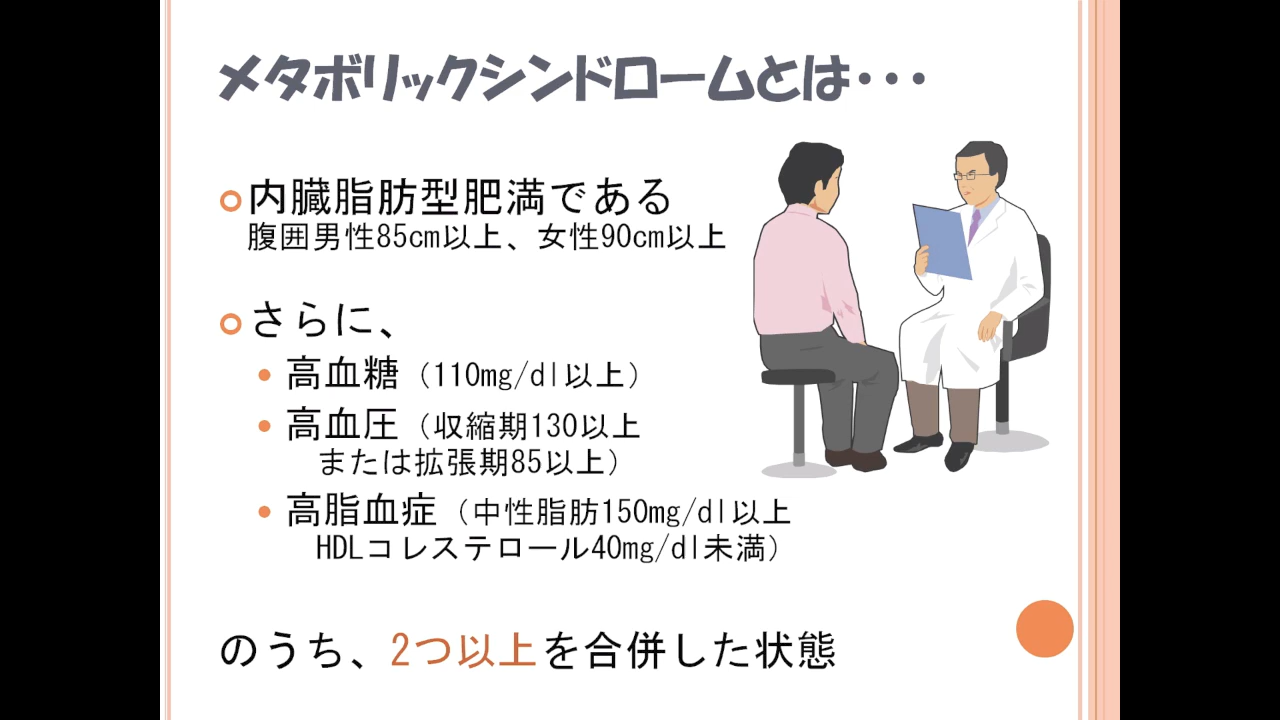 メタボリックシンドロームとは・・・
内臓脂肪型肥満である
腹囲男性85cm以上、女性90cm以上
さらに、
高血糖（110mg/dl以上）
高血圧（収縮期130以上
または拡張期85以上）
高脂血症（中性脂肪150mg/dl以上
HDLコレステロール40mg/dl未満）
のうち、2つ以上を合併した状態